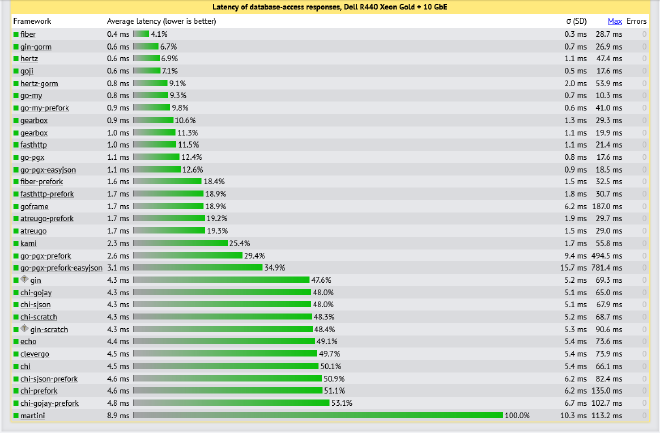 Latency of database-access responses, Dell R440 Xeon Gold + 10 GbE
Framework Average latency (lower is better) σ (SD) Max Errors
fiber 0.4 ms 4.1% 0.3 ms 28.7 ms 0
gin-gorm 0.6 ms 6.7% 0.7 ms 26.9 ms 0
hertz 0.6 ms 6.9% 1.1 ms 47.4 ms 0
goji 0.6 ms 7.1% 0.5 ms 17.6 ms 0
hertz-gorm 0.8 ms 9.1% 2.0 ms 53.9 ms 0
go-my 0.8 ms 9.3% 0.7 ms 10.3 ms 0
go-my-prefork 0.9 ms 9.8% 0.6 ms 41.0 ms 0
gearbox 0.9 ms 10.6% 1.3 ms 29.3 ms 0
gearbox 1.0 ms 11.3% 1.1 ms 19.9 ms 0
fasthttp 1.0 ms 11.5% 1.1 ms 21.4 ms 0
go-pgx 1.1 ms 12.4% 0.8 ms 17.6 ms 0
go-pgx-easyjson 1.1 ms 12.6% 0.9 ms 18.5 ms 0
fiber-prefork 1.6 ms 18.4% 1.5 ms 32.5 ms 0
fasthttp-prefork 1.7 ms 18.9% 1.8 ms 30.7 ms 0
goframe 1.7 ms 18.9% 6.2 ms 187.0 ms 0
atreugo-prefork 1.7 ms 19.2% 1.9 ms 29.7 ms 0
atreugo 1.7 ms 19.3% 1.5 ms 29.0 ms 0
kami 2.3 ms 25.4% 1.7 ms 55.8 ms 0
go-pgx-prefork 2.6 ms 29.4% 9.4 ms 494.5 ms 0
go-pgx-prefork-easyjson 3.1 ms 34.9% 15.7 ms 781.4 ms 0
gin 4.3 ms 47.6% 5.2 ms 69.3 ms 0
chi-gojay 4.3 ms 48.0% 5.1 ms 65.0 ms 0
chi-sjson 4.3 ms 48.0% 5.1 ms 67.9 ms 0
chi-scratch 4.3 ms 48.3% 5.2 ms 68.7 ms 0
gin-scratch 4.3 ms 48.4% 5.3 ms 90.6 ms 0
echo 4.4 ms 49.1% 5.4 ms 73.6 ms 0
clevergo 4.5 ms 49.7% 5.4 ms 73.9 ms 0
chi 4.5 ms 50.1% 5.4 ms 66.1 ms 0
chi-sjson-prefork 4.6 ms 50.9% 6.2 ms 82.4 ms 0
chi-prefork 4.6 ms 51.1% 6.2 ms 135.0 ms 0
chi-gojay-prefork 4.8 ms 53.1% 6.7 ms 102.7 ms 0
martini 8.9 ms 100.0% 10.3 ms 113.2 ms 0